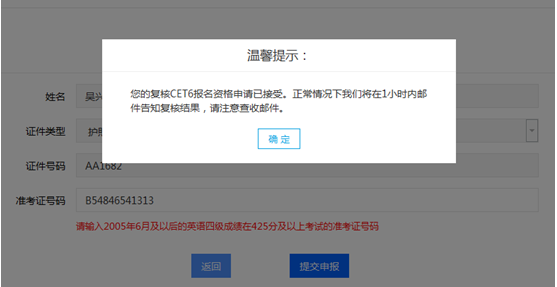 温馨提示：
您的复核CET6报名资格申请已接受。正常情况下我们将在1小时内邮
件告知复核结果，请注意查收邮件。
确 定
姓名 吴兴
证件类型 护照
证件号码 AA1682
准考证号码 B54846541313
请输入2005年6月及以后的英语四级成绩在425分及以上考试的准考证号码
返回 提交申报